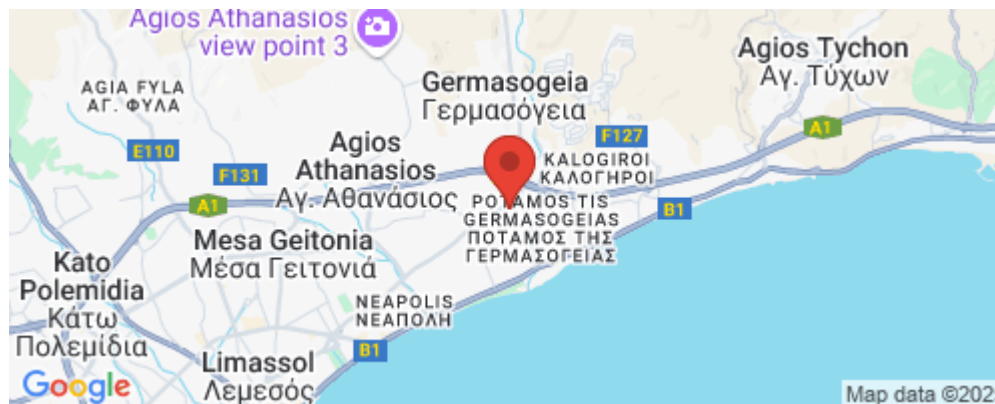 Agios Athanasios
view point 3
Agios Tychon
Αγ. Τύχων
AGIA FYLA
ΑΓ. ΦΥΛΑ
Germasogeia
Γερμασόγεια
A1
F127
E110
Agios
Athanasios
Αγ. Αθανάσιος
KALOGIROI
ΚΑΛΟΓΗΡΟΙ
F131
A1
POTAMOS TIS
GERMASOGEIAS
ΠΟΤΑΜΟΣ ΤΗΣ
ΓΕΡΜΑΣΟΓΕΙΑΣ
B1
Mesa Geitonia
Μέσα Γειτονιά
Kato
Polemidia
Κάτω
Πολεμίδια
NEAPOLIS
ΝΕΑΠΟΛΗ
B1
Limassol
Λεμεσός
Google
Map data ©202